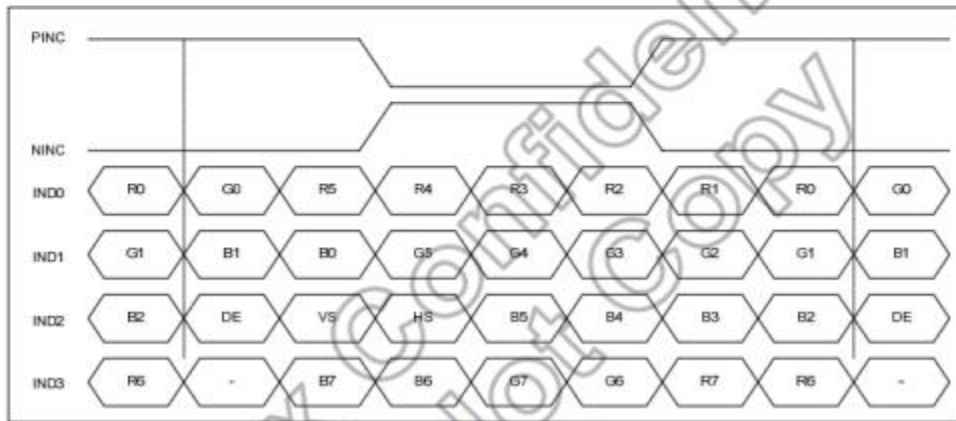 PINC
NINC
IND0 R0 G0 R5 R4 R3 R2 R1 R0 G0
IND1 G1 B1 B0 G5 G4 G3 G2 G1 B1
IND2 B2 DE VS HS B5 B4 B3 B2 DE
IND3 R6 - B7 B6 G7 G6 R7 R6 -
Copy